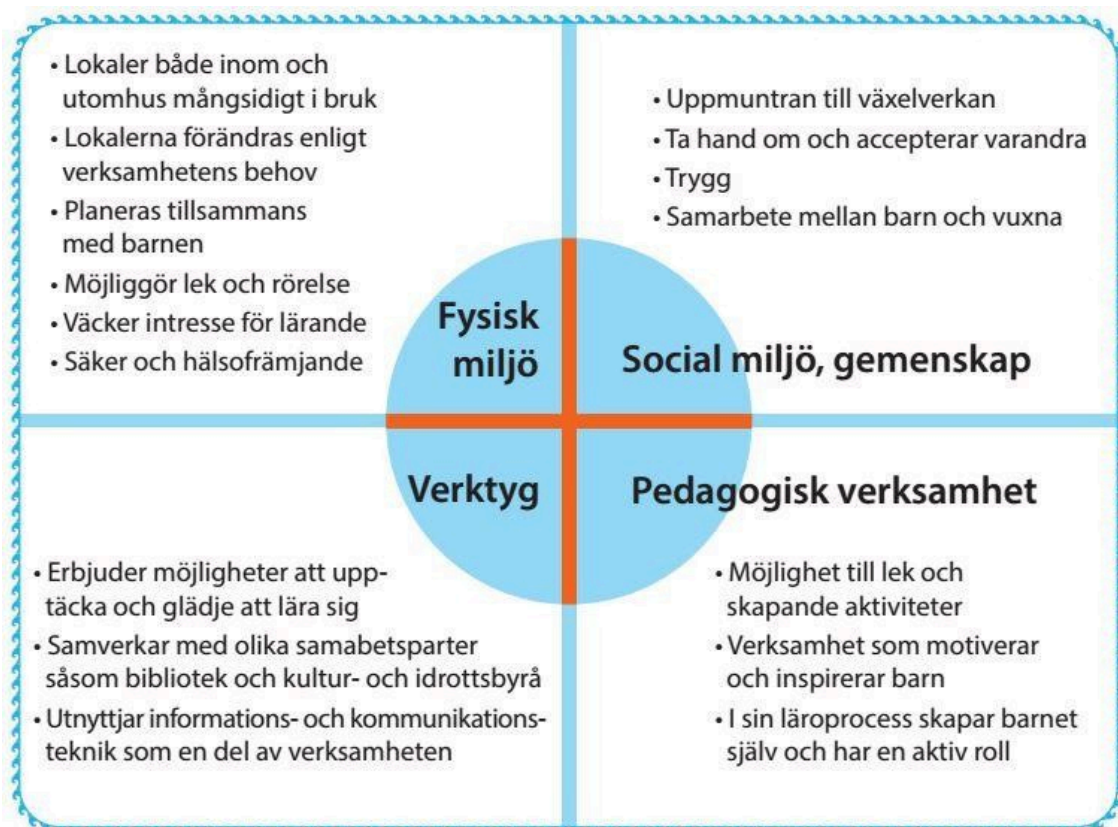 • Lokaler både inom och
utomhus mångsidigt i bruk
• Lokalerna förändras enligt
verksamhetens behov
• Planeras tillsammans
med barnen
• Möjliggör lek och rörelse
• Väcker intresse för lärande
• Säker och hälsofrämjande
Fysisk
miljö
• Uppmuntran till växelverkan
• Ta hand om och accepterar varandra
• Trygg
• Samarbete mellan barn och vuxna
Social miljö, gemenskap
Verktyg
• Erbjuder möjligheter att upp-
täcka och glädje att lära sig
• Samverkar med olika samabetsparter
såsom bibliotek och kultur- och idrottsbyrå
• Utnyttjar informations- och kommunikations-
teknik som en del av verksamheten
Pedagogisk verksamhet
• Möjlighet till lek och
skapande aktiviteter
• Verksamhet som motiverar
och inspirerar barn
• I sin läroprocess skapar barnet
själv och har en aktiv roll